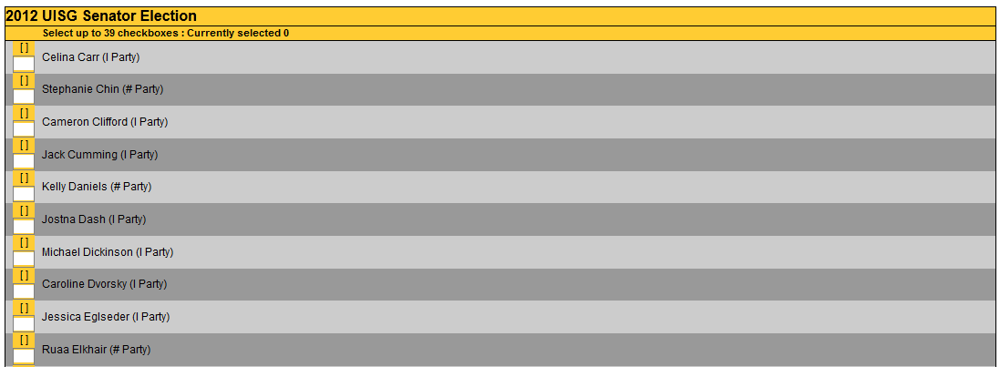 2012 UISG Senator Election
Select up to 39 checkboxes : Currently selected 0
[ ]
Celina Carr (I Party)
[ ]
Stephanie Chin (# Party)
[ ]
Cameron Clifford (I Party)
[ ]
Jack Cumming (I Party)
[ ]
Kelly Daniels (# Party)
[ ]
Jostna Dash (I Party)
[ ]
Michael Dickinson (I Party)
[ ]
Caroline Dvorsky (I Party)
[ ]
Jessica Eglseder (I Party)
[ ]
Ruaa Elkhair (# Party)